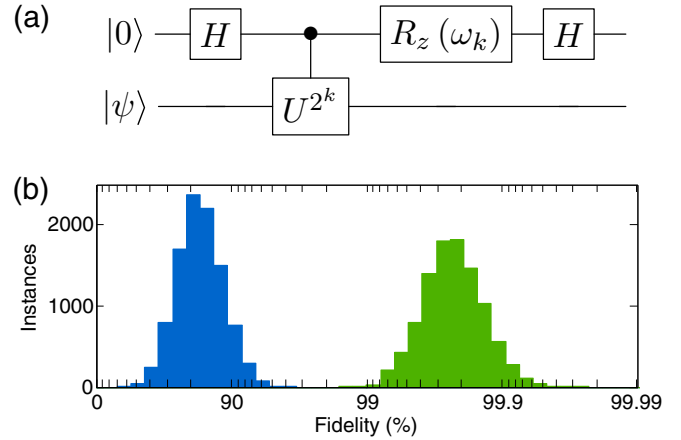 (a)
|0⟩ H R_z (ω_k) H
|ψ⟩ U^{2^k}
(b)
2000
1000
0
Instances
0 90 99 99.9 99.99
Fidelity (%)